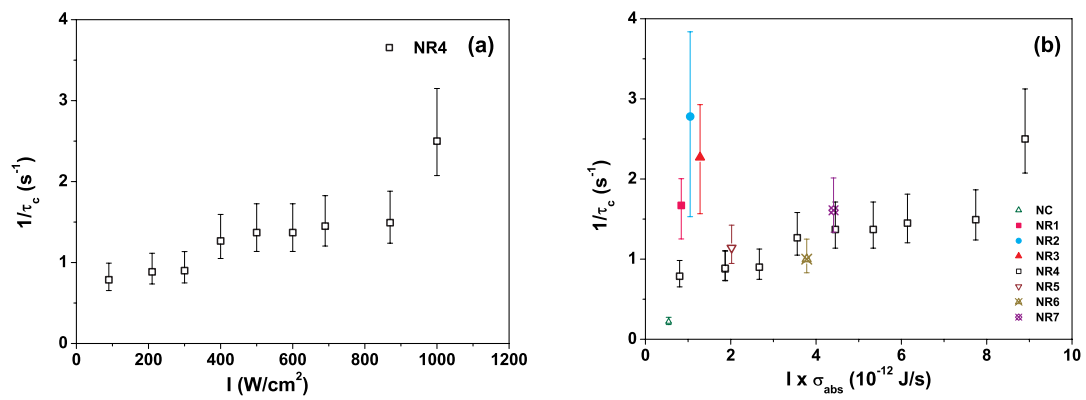 4
3
2
1
0
1/τc (s⁻¹)
NR4
(a)
0 200 400 600 800 1000 1200
I (W/cm²)
4
3
2
1
0
1/τc (s⁻¹)
(b)
NC
NR1
NR2
NR3
NR4
NR5
NR6
NR7
0 2 4 6 8 10
I x σabs (10⁻¹² J/s)